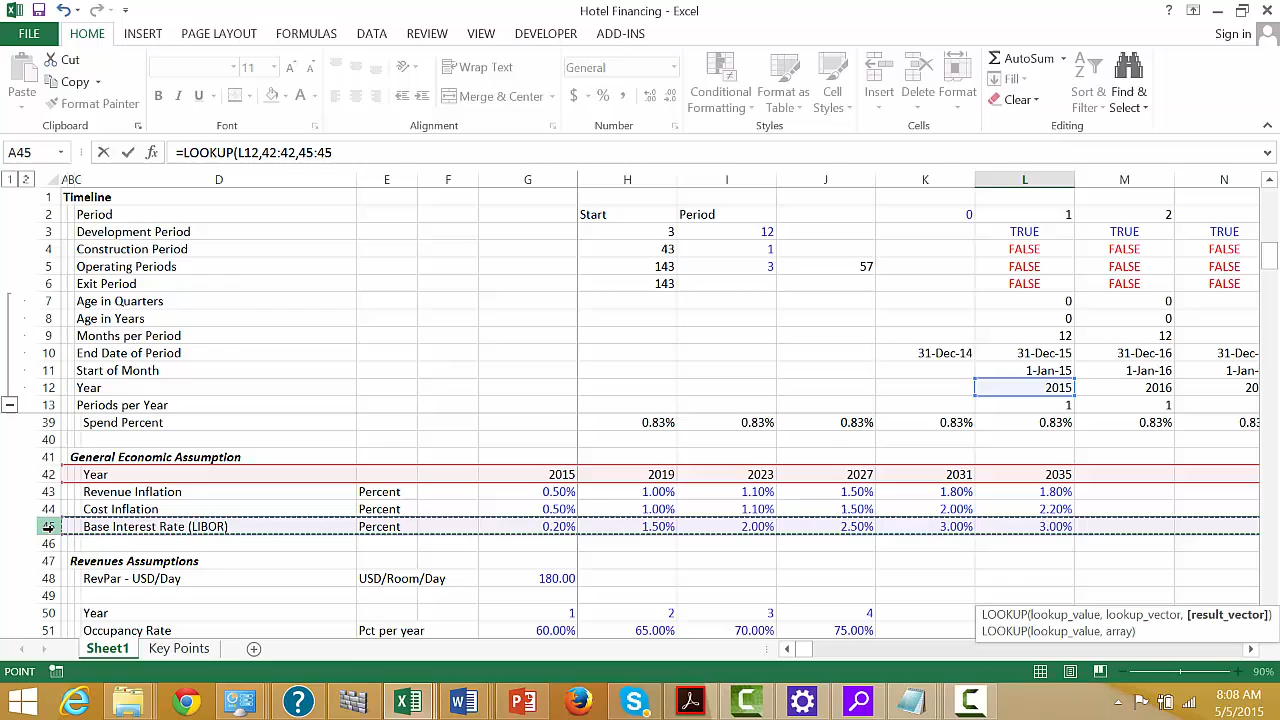 Hotel Financing - Excel
FILE HOME INSERT PAGE LAYOUT FORMULAS DATA REVIEW VIEW DEVELOPER ADD-INS Sign in
Cut 11 Wrap Text General AutoSum
Paste Copy Conditional Format as Cell Insert Delete Format Fill Sort & Find &
Format Painter Merge & Center $ % Formatting Table Styles Clear Filter Select
B I U
Clipboard Font Alignment Number Styles Cells Editing
A45 fx =LOOKUP(L12,42:42,45:45
1 2 ABC D E F G H I J K L M N
1 Timeline
2 Period Start Period 0 1 2
3 Development Period 3 12 TRUE TRUE TRUE
4 Construction Period 43 1 FALSE FALSE FALSE
5 Operating Periods 143 3 57 FALSE FALSE FALSE
6 Exit Period 143 FALSE FALSE FALSE
7 Age in Quarters 0 0
8 Age in Years 0 0
9 Months per Period 12 12
10 End Date of Period 31-Dec-14 31-Dec-15 31-Dec-16 31-Dec-
11 Start of Month 1-Jan-15 1-Jan-16 1-Jan-
12 Year 2015 2016 20
13 Periods per Year 1 1
39 Spend Percent 0.83% 0.83% 0.83% 0.83% 0.83% 0.83% 0.83
40
41 General Economic Assumption
42 Year 2015 2019 2023 2027 2031 2035
43 Revenue Inflation Percent 0.50% 1.00% 1.10% 1.50% 1.80% 1.80%
44 Cost Inflation Percent 0.50% 1.00% 1.10% 1.50% 2.00% 2.20%
45 Base Interest Rate (LIBOR) Percent 0.20% 1.50% 2.00% 2.50% 3.00% 3.00%
46
47 Revenues Assumptions
48 RevPar - USD/Day USD/Room/Day 180.00
49
50 Year 1 2 3 4
51 Occupancy Rate Pct per year 60.00% 65.00% 70.00% 75.00%
LOOKUP(lookup_value, lookup_vector, [result_vector])
LOOKUP(lookup_value, array)
Sheet1 Key Points
POINT 90%
8:08 AM
5/5/2015